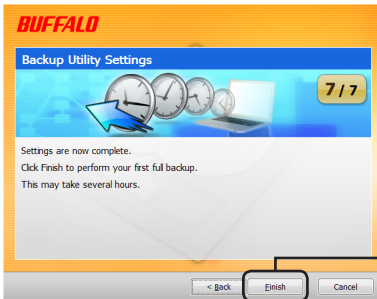 BUFFALO
Backup Utility Settings
7/7
Settings are now complete.
Click Finish to perform your first full backup.
This may take several hours.
< Back
Finish
Cancel